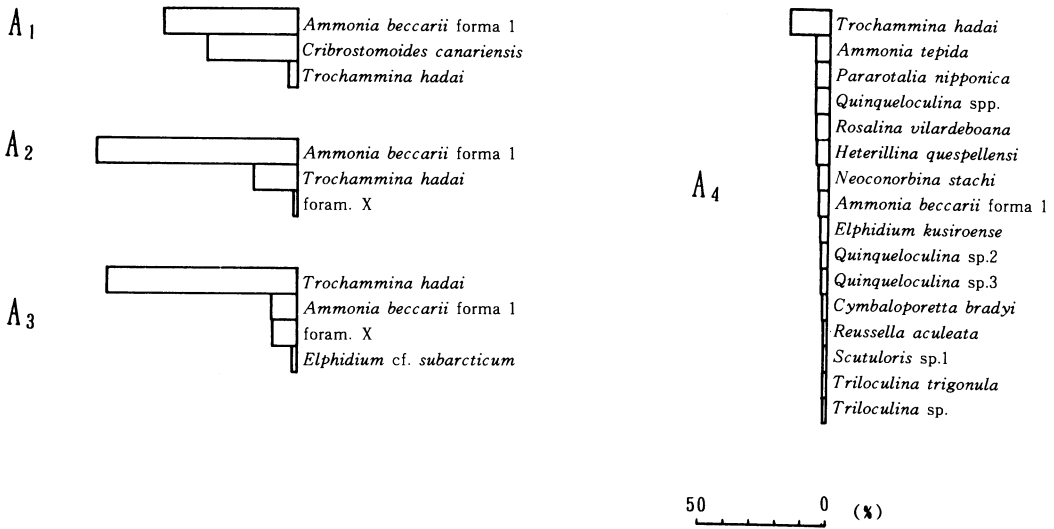 A1
Ammonia beccarii forma 1
Cribrostomoides canariensis
Trochammina hadai
A2
Ammonia beccarii forma 1
Trochammina hadai
foram. X
A3
Trochammina hadai
Ammonia beccarii forma 1
foram. X
Elphidium cf. subarcticum
A4
Trochammina hadai
Ammonia tepida
Pararotalia nipponica
Quinqueloculina spp.
Rosalina vilardeboana
Heterillina quespellensi
Neoconorbina stachi
Ammonia beccarii forma 1
Elphidium kusiroense
Quinqueloculina sp.2
Quinqueloculina sp.3
Cymbaloporetta bradyi
Reussella aculeata
Scutuloris sp.1
Triloculina trigonula
Triloculina sp.
50 0 (%)